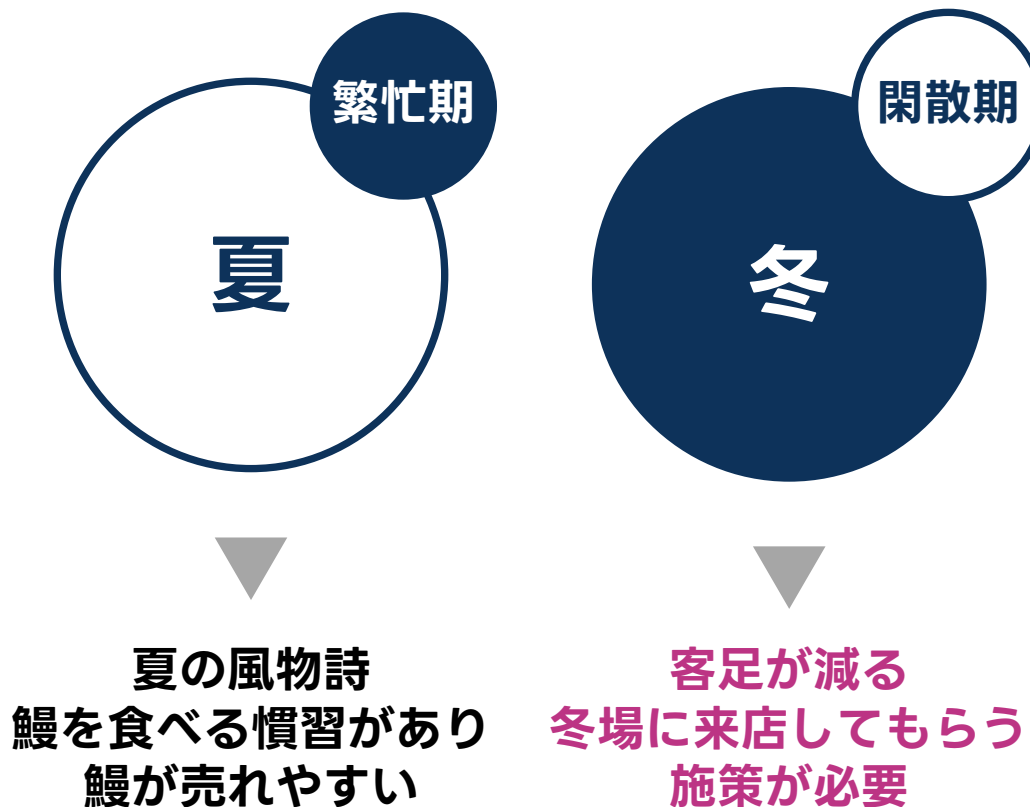 繁忙期
夏
夏の風物詩
鰻を食べる慣習があり
鰻が売れやすい
閑散期
冬
客足が減る
冬場に来店してもらう
施策が必要